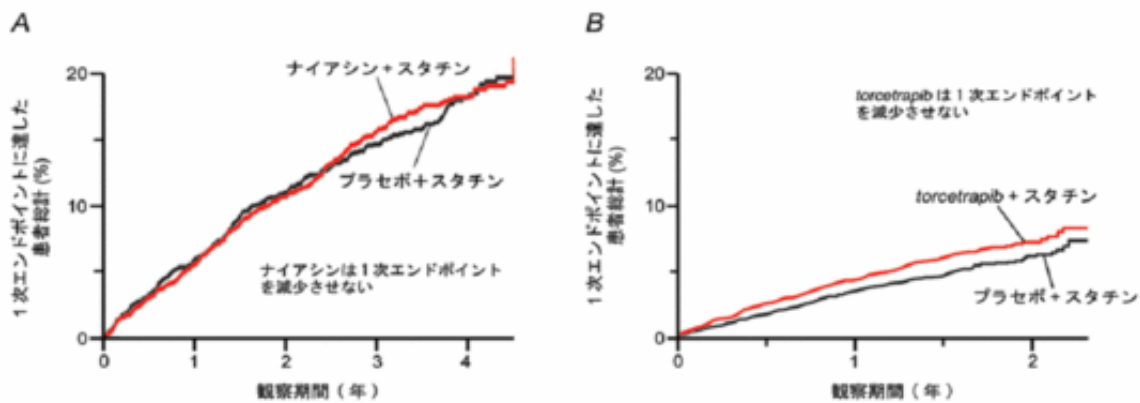 A
1次エンドポイントに達した
患者総計 (%)
20
10
0
ナイアシン+スタチン
プラセボ+スタチン
ナイアシンは1次エンドポイント
を減少させない
0 1 2 3 4
観察期間(年)
B
1次エンドポイントに達した
患者総計 (%)
20
10
0
torcetrapibは1次エンドポイント
を減少させない
torcetrapib+スタチン
プラセボ+スタチン
0 1 2
観察期間(年)